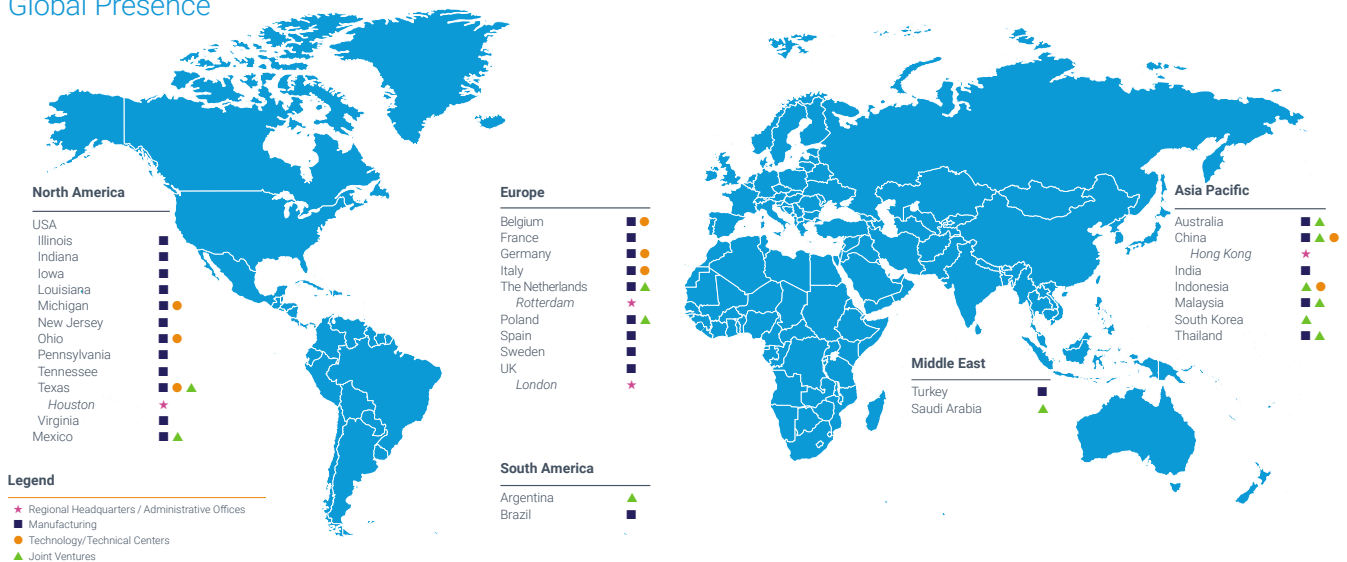 Global Presence
North America
USA
Illinois
Indiana
Iowa
Louisiana
Michigan
New Jersey
Ohio
Pennsylvania
Tennessee
Texas
Houston
Virginia
Mexico
Legend
Regional Headquarters / Administrative Offices
Manufacturing
Technology/Technical Centers
Joint Ventures
Europe
Belgium
France
Germany
Italy
The Netherlands
Rotterdam
Poland
Spain
Sweden
UK
London
South America
Argentina
Brazil
Middle East
Turkey
Saudi Arabia
Asia Pacific
Australia
China
Hong Kong
India
Indonesia
Malaysia
South Korea
Thailand